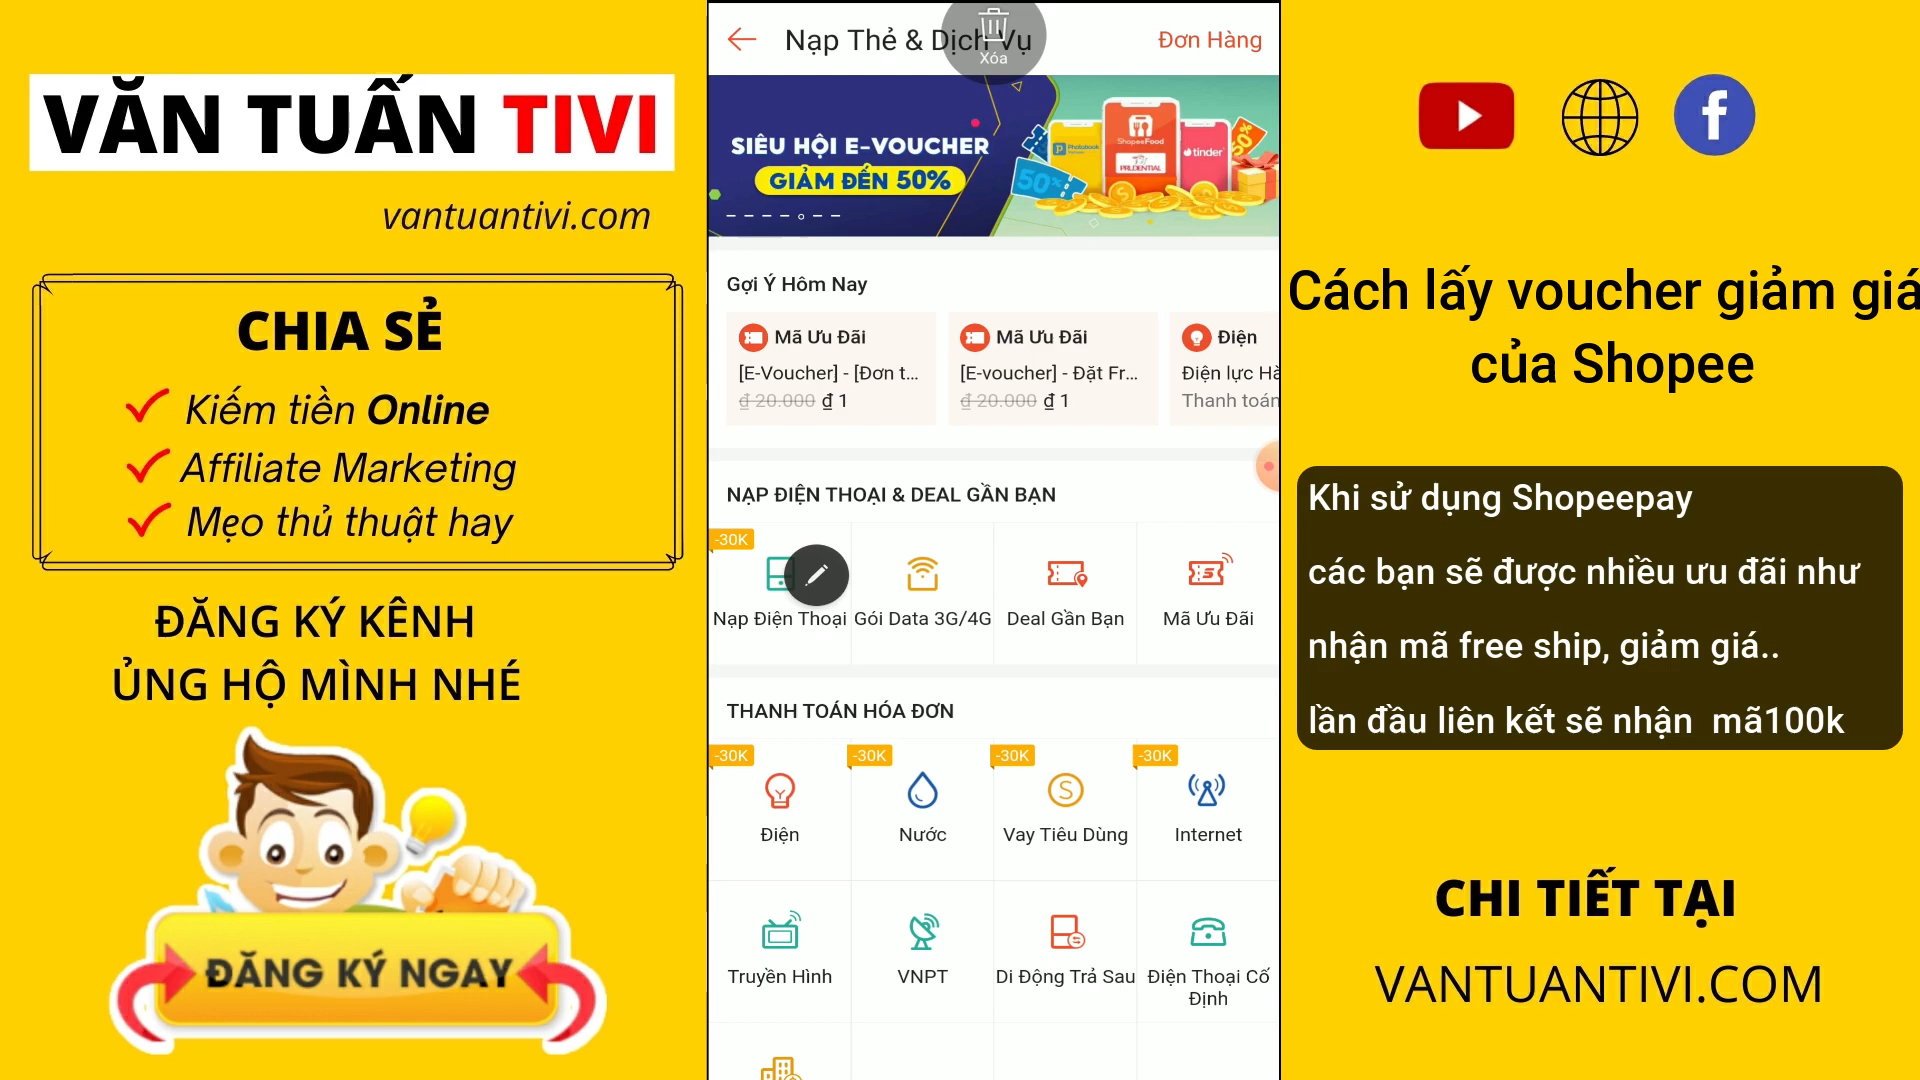 VĂN TUẤN TIVI
vantuantivi.com
CHIA SẺ
Kiếm tiền Online
Affiliate Marketing
Mẹo thủ thuật hay
ĐĂNG KÝ KÊNH
ỦNG HỘ MÌNH NHÉ
ĐĂNG KÝ NGAY
Nạp Thẻ & Dịch Vụ
Xóa
Đơn Hàng
SIÊU HỘI E-VOUCHER
GIẢM ĐẾN 50%
50%
Photobook
ShopeeFood
PRUDENTIAL
tinder
50%
Gợi Ý Hôm Nay
Mã Ưu Đãi
[E-Voucher] - [Đơn t...
₫ 20.000 ₫ 1
Mã Ưu Đãi
[E-voucher] - Đặt Fr...
₫ 20.000 ₫ 1
Điện
Điện lực Hà
Thanh toán
NẠP ĐIỆN THOẠI & DEAL GẦN BẠN
-30K
Nạp Điện Thoại
Gói Data 3G/4G
Deal Gần Bạn
Mã Ưu Đãi
THANH TOÁN HÓA ĐƠN
-30K
-30K
-30K
-30K
Điện
Nước
Vay Tiêu Dùng
Internet
Truyền Hình
VNPT
Di Động Trả Sau
Điện Thoại Cố
Định
Cách lấy voucher giảm giá
của Shopee
Khi sử dụng Shopeepay
các bạn sẽ được nhiều ưu đãi như
nhận mã free ship, giảm giá..
lần đầu liên kết sẽ nhận mã100k
CHI TIẾT TẠI
VANTUANTIVI.COM